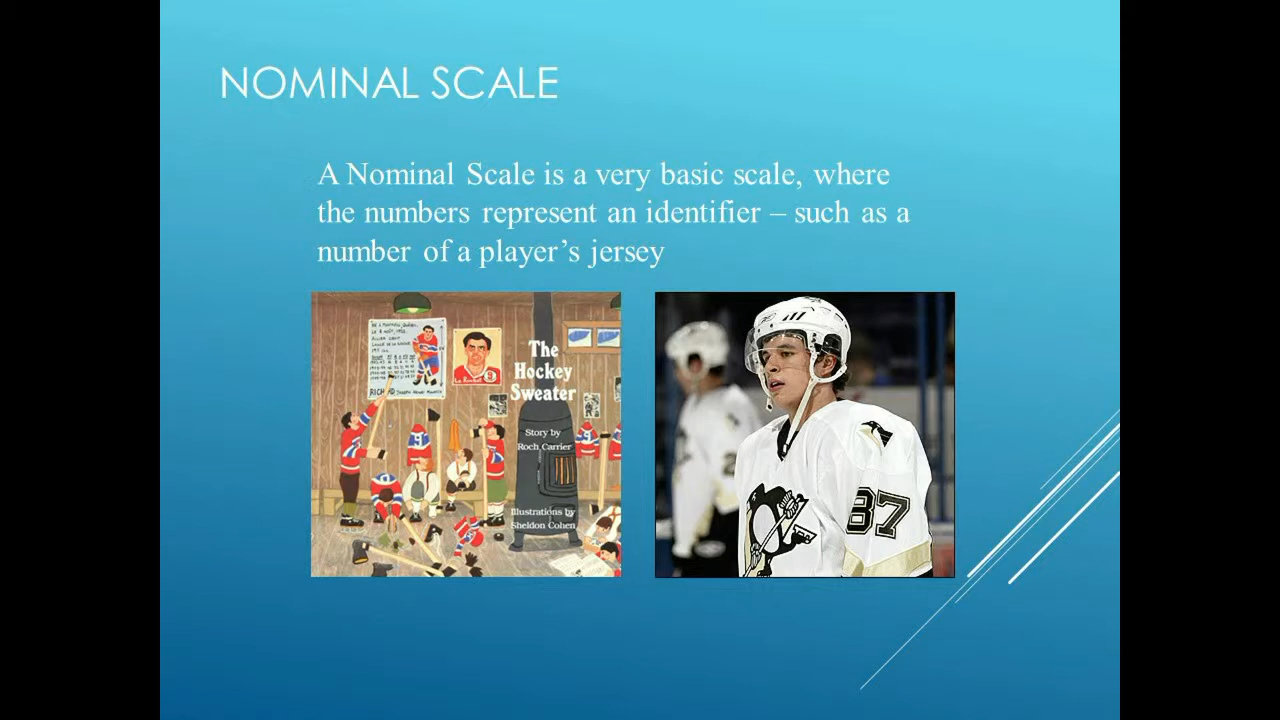 NOMINAL SCALE
A Nominal Scale is a very basic scale, where
the numbers represent an identifier – such as a
number of a player’s jersey
The
Hockey
Sweater
Story by
Roch Carrier
Illustrations by
Sheldon Cohen
87